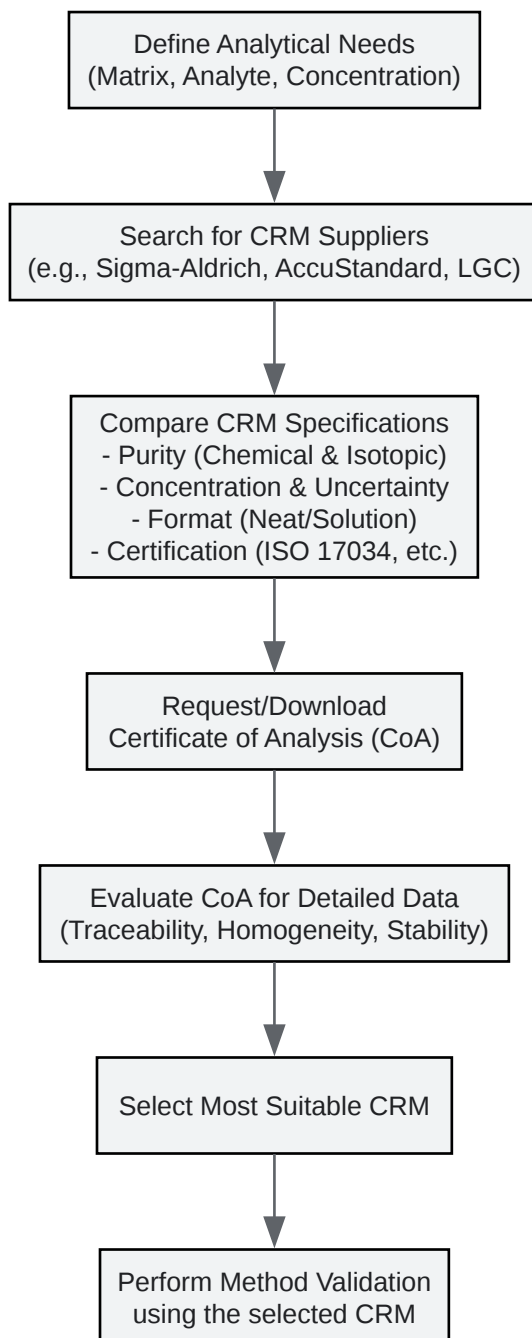 Define Analytical Needs
(Matrix, Analyte, Concentration)
Search for CRM Suppliers
(e.g., Sigma-Aldrich, AccuStandard, LGC)
Compare CRM Specifications
- Purity (Chemical & Isotopic)
- Concentration & Uncertainty
- Format (Neat/Solution)
- Certification (ISO 17034, etc.)
Request/Download
Certificate of Analysis (CoA)
Evaluate CoA for Detailed Data
(Traceability, Homogeneity, Stability)
Select Most Suitable CRM
Perform Method Validation
using the selected CRM